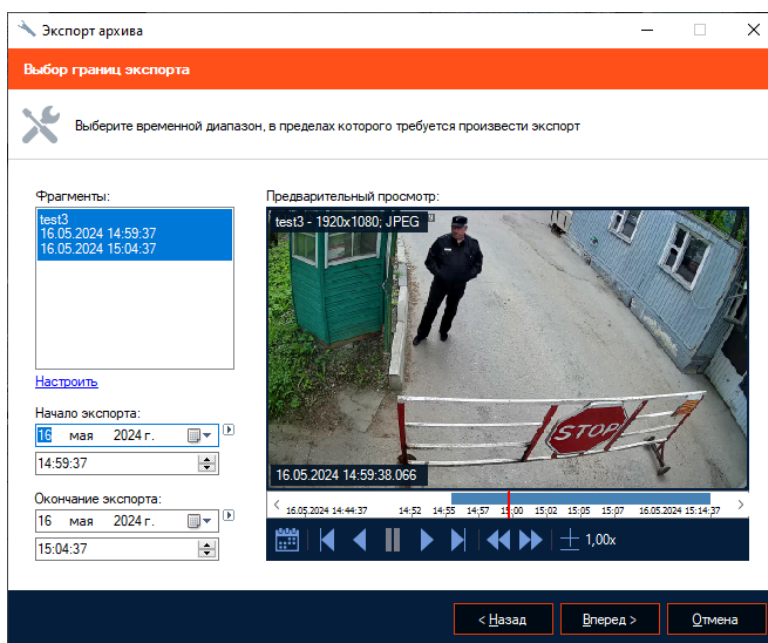 Экспорт архива
Выбор границ экспорта
Выберите временной диапазон, в пределах которого требуется произвести экспорт
Фрагменты:
test3
16.05.2024 14:59:37
16.05.2024 15:04:37
Настроить
Начало экспорта:
16 мая 2024 г.
14:59:37
Окончание экспорта:
16 мая 2024 г.
15:04:37
Предварительный просмотр:
test3 - 1920x1080; JPEG
STOP
16.05.2024 14:59:38.066
16.05.2024 14:44:37 14:52 14:55 14:57 15:00 15:02 15:05 15:07 16.05.2024 15:14:37
1,00x
< Назад Вперед > Отмена